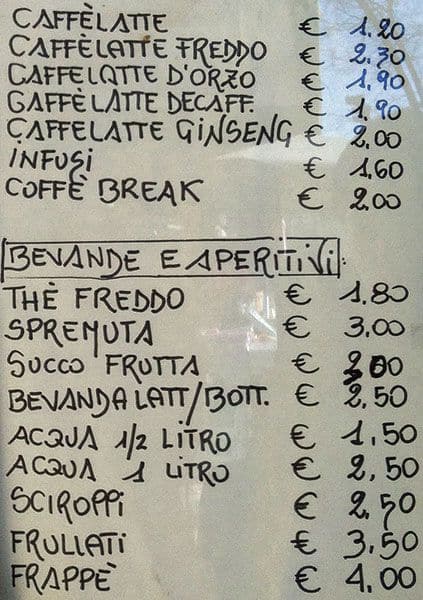 CAFFÈLATTE € 1.20
CAFFÈLATTE FREDDO € 2.30
CAFFELATTE D'ORZO € 1.90
CAFFÈLATTE DECAFF. € 1.90
CAFFELATTE GINSENG € 2.00
INFUSI € 1.60
COFFÈ BREAK € 2.00
BEVANDE E APERITIVI:
THÈ FREDDO € 1.80
SPREMUTA € 3.00
SUCCO FRUTTA €
BEVANDA LATT/BOTT. € 2.50
ACQUA 1/2 LITRO € 1,50
ACQUA 1 LITRO € 2,50
SCIROPPI € 2,50
FRULLATI € 3.50
FRAPPÈ € 4.00